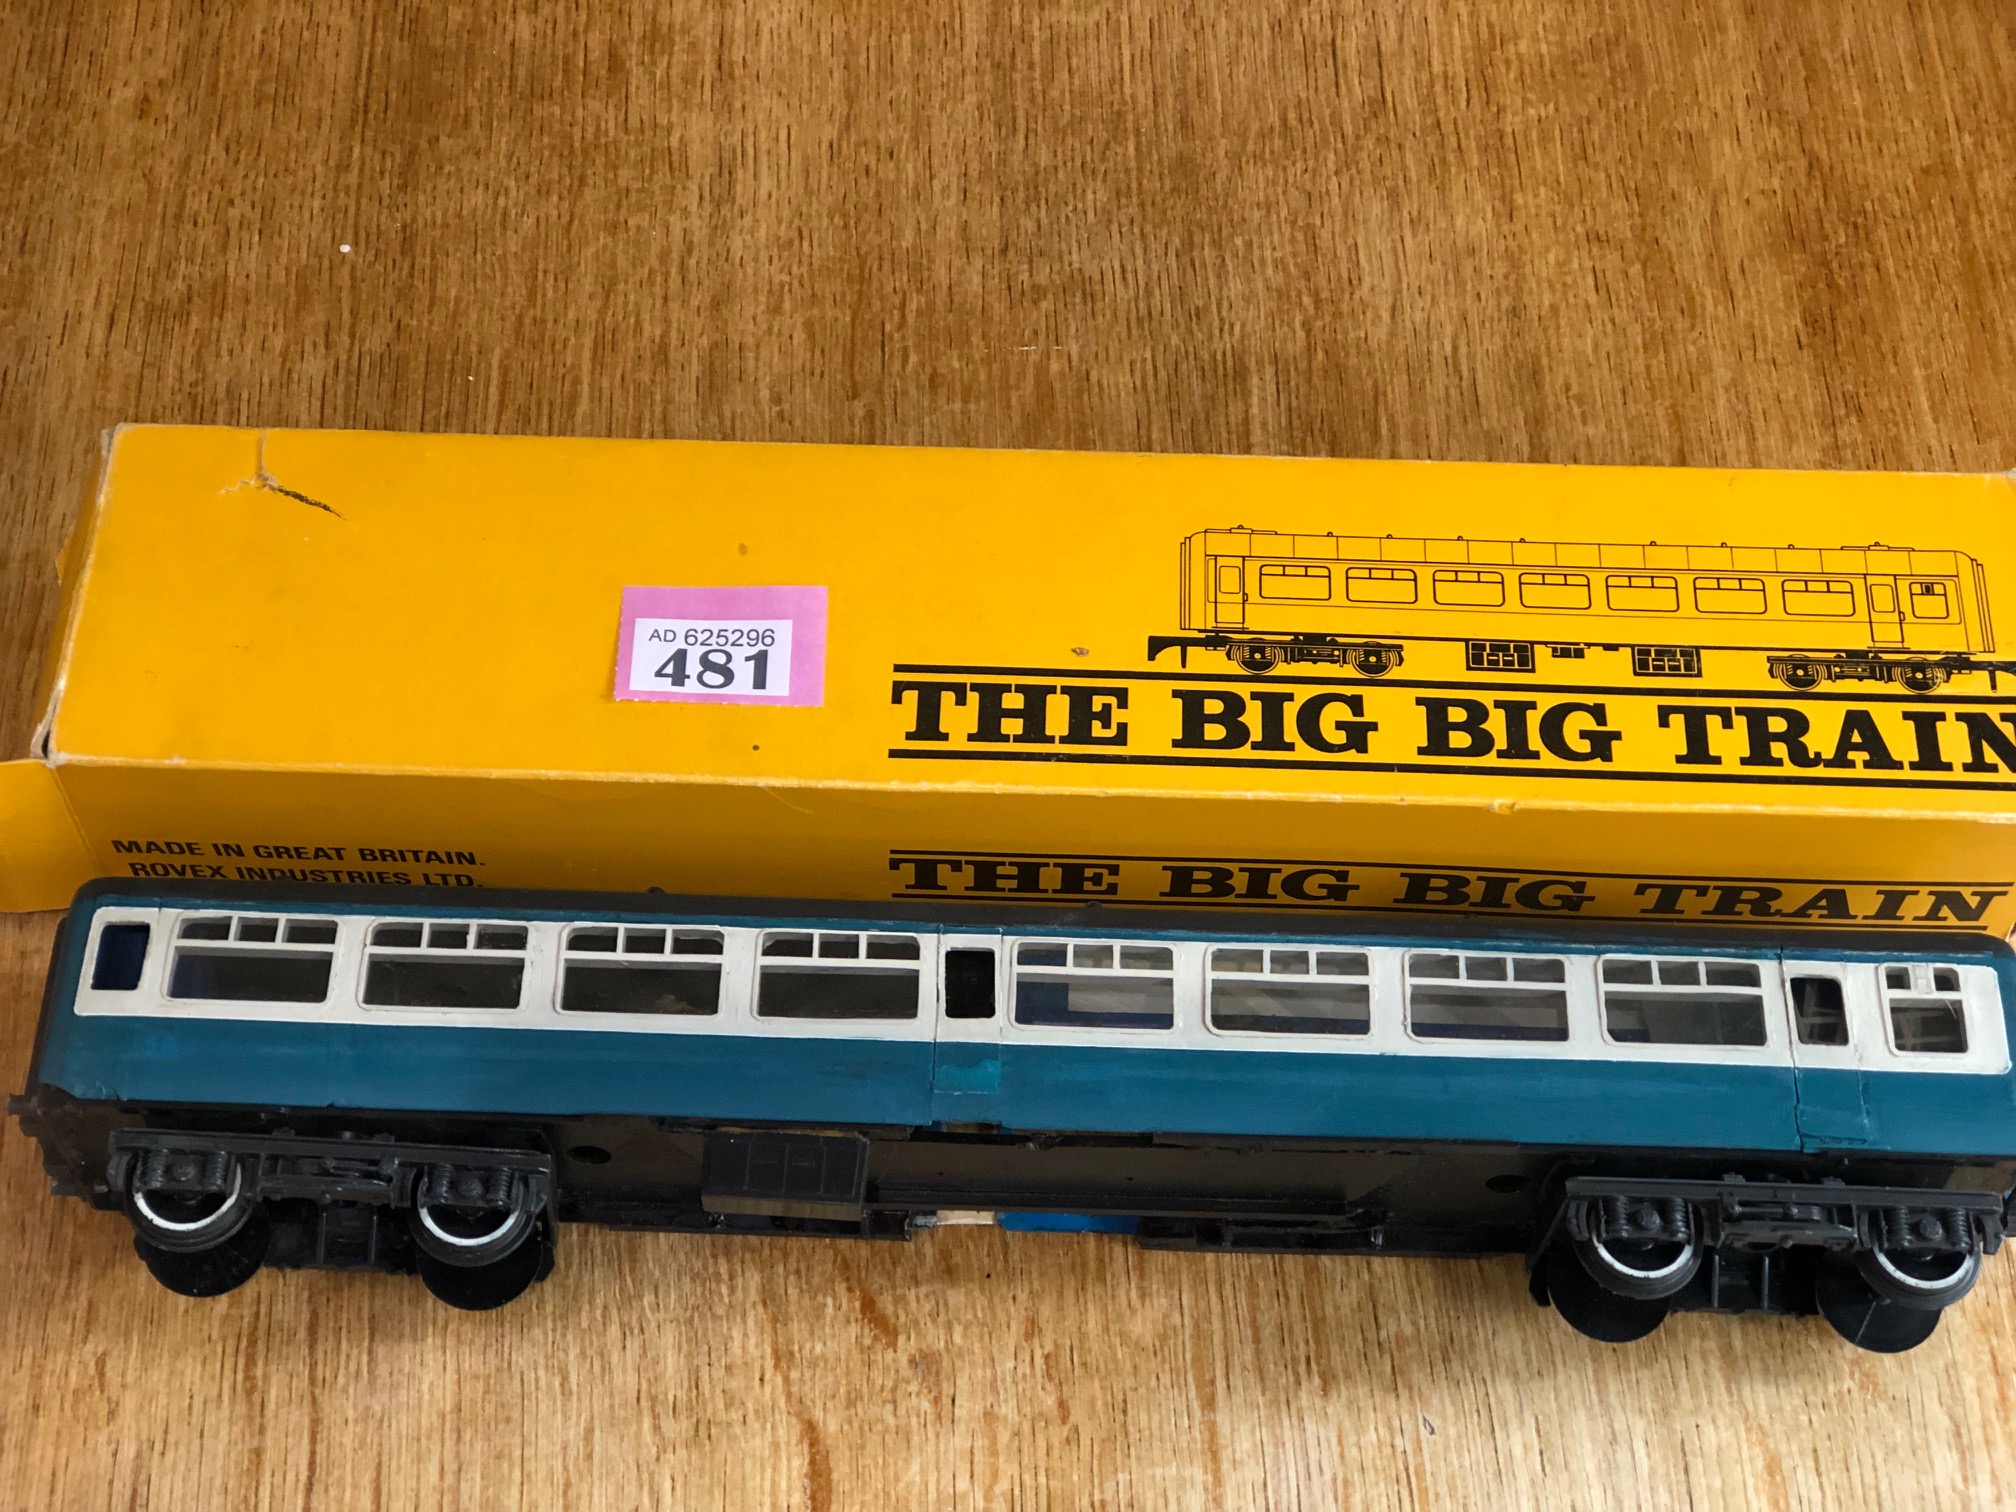 AD 625296
481
THE BIG BIG TRAIN
MADE IN GREAT BRITAIN.
ROVEX INDUSTRIES LTD.
THE BIG BIG TRAIN